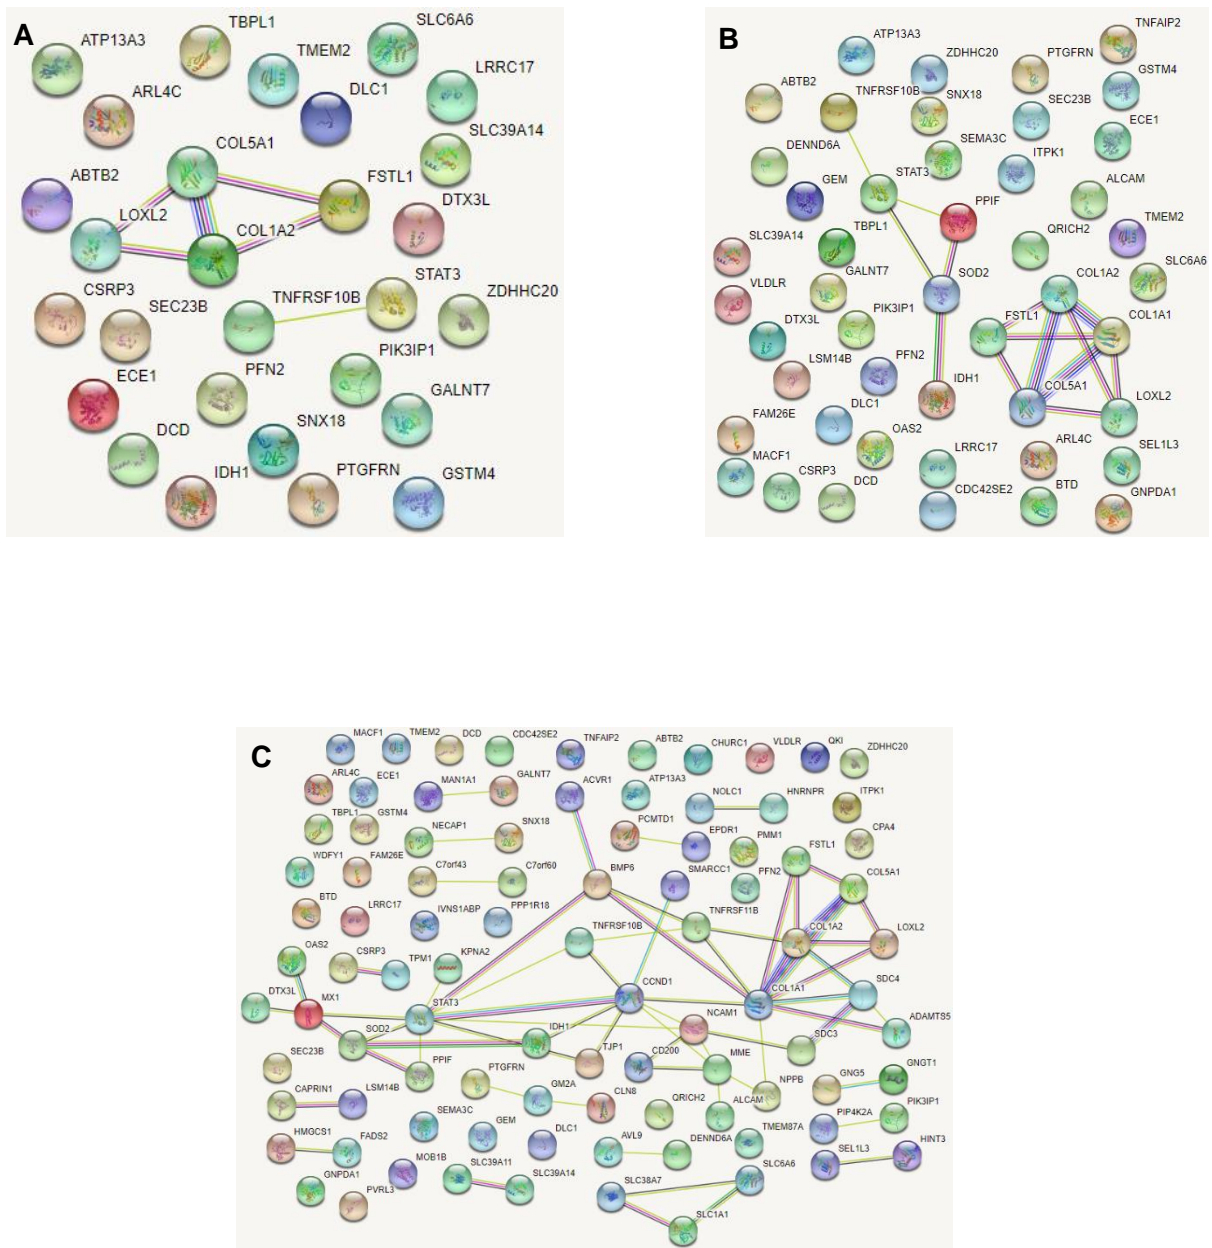 A
TBPL1
SLC6A6
ATP13A3
TMEM2
LRRC17
ARL4C
DLC1
SLC39A14
COL5A1
ABTB2
FSTL1
LOXL2
DTX3L
COL1A2
STAT3
CSRP3
SEC23B
TNFRSF10B
ZDHHC20
PIK3IP1
ECE1
PFN2
GALNT7
DCD
SNX18
IDH1
PTGFRN
GSTM4
B
TNFAIP2
ATP13A3
ZDHHC20
PTGFRN
GSTM4
ABTB2
TNFRSF10B
SNX18
SEC23B
ECE1
DENND6A
SEMA3C
ITPK1
STAT3
GEM
PPIF
ALCAM
TMEM2
SLC39A14
TBPL1
QRICH2
SLC6A6
VLDLR
GALNT7
SOD2
COL1A2
PIK3IP1
FSTL1
COL1A1
DTX3L
LSM14B
PFN2
IDH1
COL5A1
LOXL2
FAM26E
DLC1
OAS2
LRRC17
ARL4C
SEL1L3
MACF1
CSRP3
DCD
CDC42SE2
BTD
GNPDA1
C
MACF1
TMEM2
DCD
CDC42SE2
TNFAIP2
ABTB2
CHURC1
VLDLR
QKI
ZDHHC20
ARL4C
ECE1
MAN1A1
GALNT7
ACVR1
ATP13A3
NOLC1
HNRNPR
ITPK1
TBPL1
GSTM4
NECAP1
SNX18
PCMTD1
EPDR1
PMM1
CPA4
FSTL1
WDFY1
FAM26E
C7orf43
C7orf60
BMP6
SMARCC1
PFN2
COL5A1
BTD
LRRC17
IVNS1ABP
PPP1R18
TNFRSF11B
COL1A2
LOXL2
TNFRSF10B
OAS2
CSRP3
TPM1
KPNA2
SDC4
CCND1
COL1A1
DTX3L
MX1
STAT3
NCAM1
ADAMTS5
SOD2
IDH1
TJP1
SDC3
SEC23B
PPIF
CD200
MME
GNGT1
PTGFRN
GM2A
CLN8
NPPB
GNG5
CAPRIN1
LSM14B
QRICH2
ALCAM
PIP4K2A
PIK3IP1
SEMA3C
GEM
TMEM87A
HMGCS1
FADS2
DLC1
AVL9
DENND6A
SEL1L3
HINT3
MOB1B
SLC39A11
SLC39A14
SLC6A6
GNPDA1
PVRL3
SLC38A7
SLC1A1